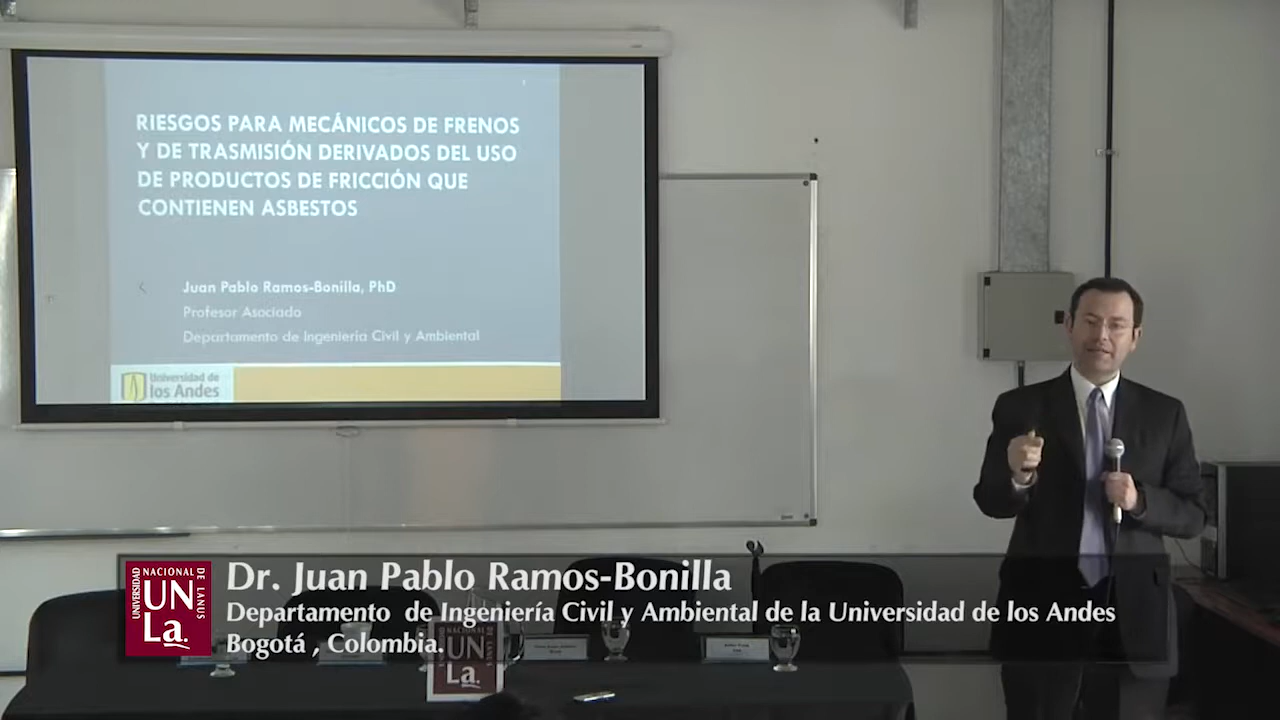 RIESGOS PARA MECÁNICOS DE FRENOS
Y DE TRASMISIÓN DERIVADOS DEL USO
DE PRODUCTOS DE FRICCIÓN QUE
CONTIENEN ASBESTOS
Juan Pablo Ramos-Bonilla, PhD
Profesor Asociado
Departamento de Ingeniería Civil y Ambiental
Universidad de
los Andes
UNIVERSIDAD
NACIONAL
DE LANUS
UN
La.
Dr. Juan Pablo Ramos-Bonilla
Departamento de Ingeniería Civil y Ambiental de la Universidad de los Andes
Bogotá , Colombia.
NACIONAL
UN
La.